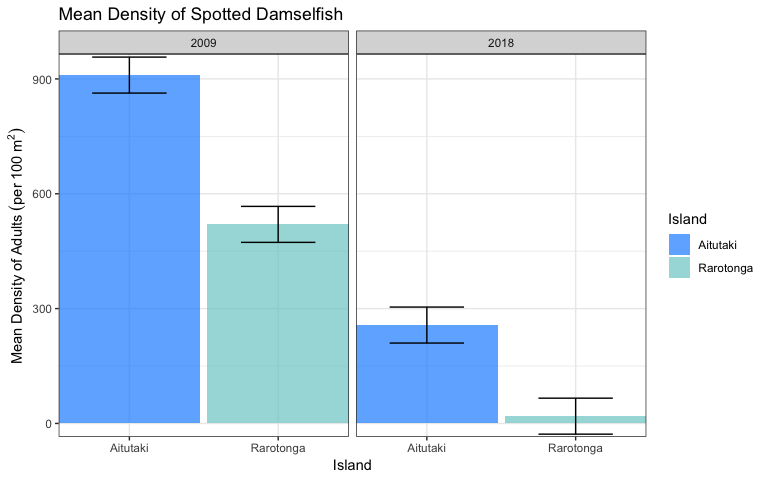 Mean Density of Spotted Damselfish
2009
2018
Mean Density of Adults (per 100 m²)
900
600
300
0
Aitutaki
Rarotonga
Aitutaki
Rarotonga
Island
Island
Aitutaki
Rarotonga